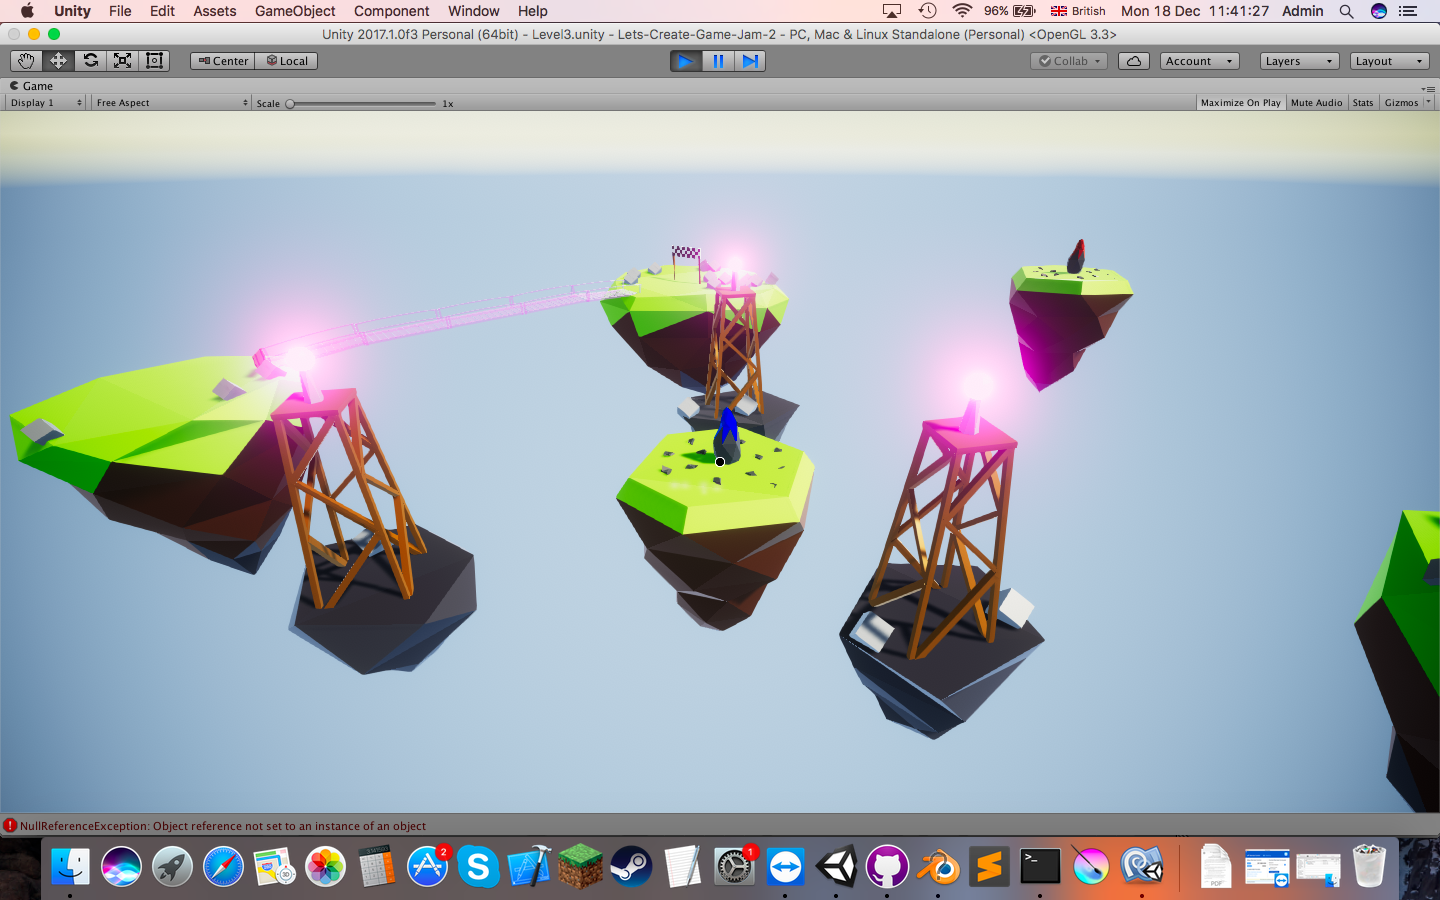 Unity File Edit Assets GameObject Component Window Help 96% British Mon 18 Dec 11:41:27 Admin
Unity 2017.1.0f3 Personal (64bit) - Level3.unity - Lets-Create-Game-Jam-2 - PC, Mac & Linux Standalone (Personal) <OpenGL 3.3>
Center Local Collab Account Layers Layout
Game
Display 1 Free Aspect Scale 1x Maximize On Play Mute Audio Stats Gizmos
NullReferenceException: Object reference not set to an instance of an object
2
1
3D
PDF